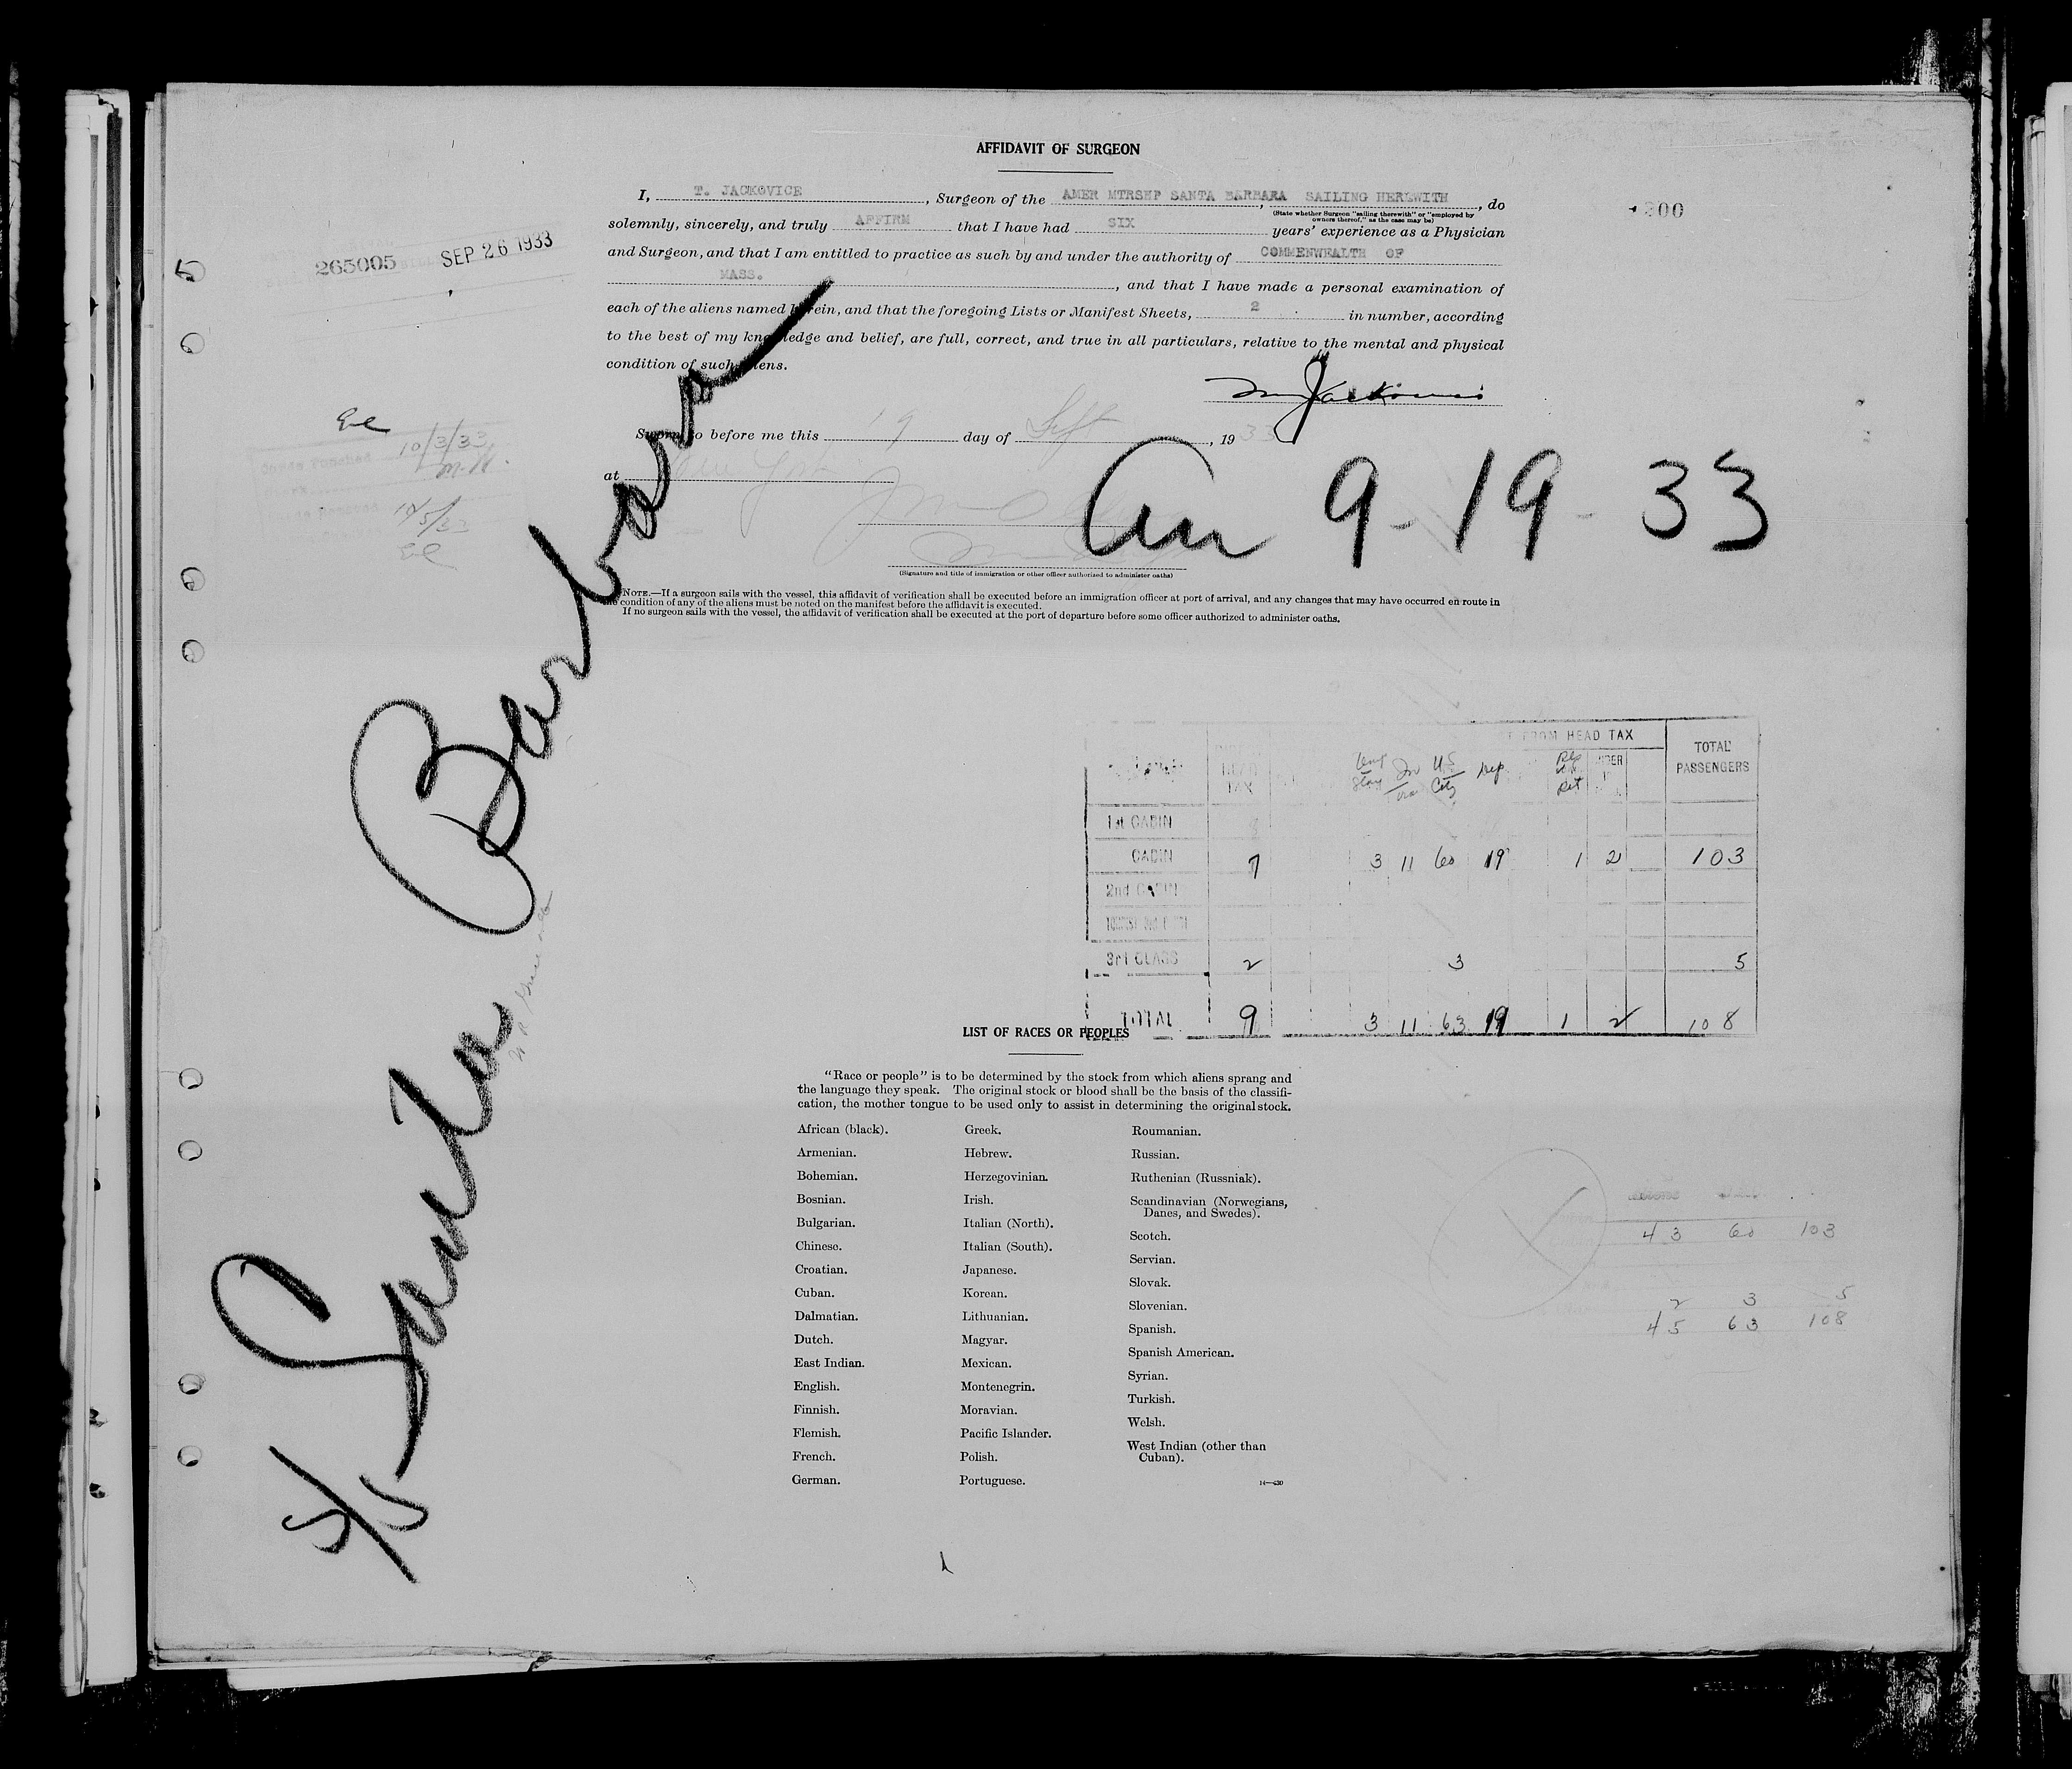 AFFIDAVIT OF SURGEON
I, T. JACKOVICE, Surgeon of the AMER MTRSHP SANTA BARBARA, SAILING HEREWITH, do
(State whether Surgeon "sailing therewith" or "employed by
owners thereof," as the case may be)
solemnly, sincerely, and truly AFFIRM that I have had SIX years' experience as a Physician
and Surgeon, and that I am entitled to practice as such by and under the authority of COMMENWEALTH OF
MASS., and that I have made a personal examination of
each of the aliens named herein, and that the foregoing Lists or Manifest Sheets, 2 in number, according
to the best of my knowledge and belief, are full, correct, and true in all particulars, relative to the mental and physical
condition of such aliens.
265005
SEP 26 1933
10/3/33
10/5/33
Sworn to before me this 19 day of Sept, 1933
at New York
9-19-33
(Signature and title of immigration or other officer authorized to administer oaths)
NOTE.—If a surgeon sails with the vessel, this affidavit of verification shall be executed before an immigration officer at port of arrival, and any changes that may have occurred en route in
the condition of any of the aliens must be noted on the manifest before the affidavit is executed.
If no surgeon sails with the vessel, the affidavit of verification shall be executed at the port of departure before some officer authorized to administer oaths.
S/S Santa Barbara
FROM HEAD TAX
TOTAL PASSENGERS
HEAD TAX
U.S. Citz
1st CABIN
CABIN 7 3 11 60 19 1 2 103
2nd CABIN
3rd CLASS 2 3 5
TOTAL 9 3 11 63 19 1 2 108
LIST OF RACES OR PEOPLES
"Race or people" is to be determined by the stock from which aliens sprang and
the language they speak. The original stock or blood shall be the basis of the classifi-
cation, the mother tongue to be used only to assist in determining the original stock.
African (black).
Armenian.
Bohemian.
Bosnian.
Bulgarian.
Chinese.
Croatian.
Cuban.
Dalmatian.
Dutch.
East Indian.
English.
Finnish.
Flemish.
French.
German.
Greek.
Hebrew.
Herzegovinian.
Irish.
Italian (North).
Italian (South).
Japanese.
Korean.
Lithuanian.
Magyar.
Mexican.
Montenegrin.
Moravian.
Pacific Islander.
Polish.
Portuguese.
Roumanian.
Russian.
Ruthenian (Russniak).
Scandinavian (Norwegians,
Danes, and Swedes).
Scotch.
Servian.
Slovak.
Slovenian.
Spanish.
Spanish American.
Syrian.
Turkish.
Welsh.
West Indian (other than
Cuban).
43 60 103
2 3 5
45 63 108